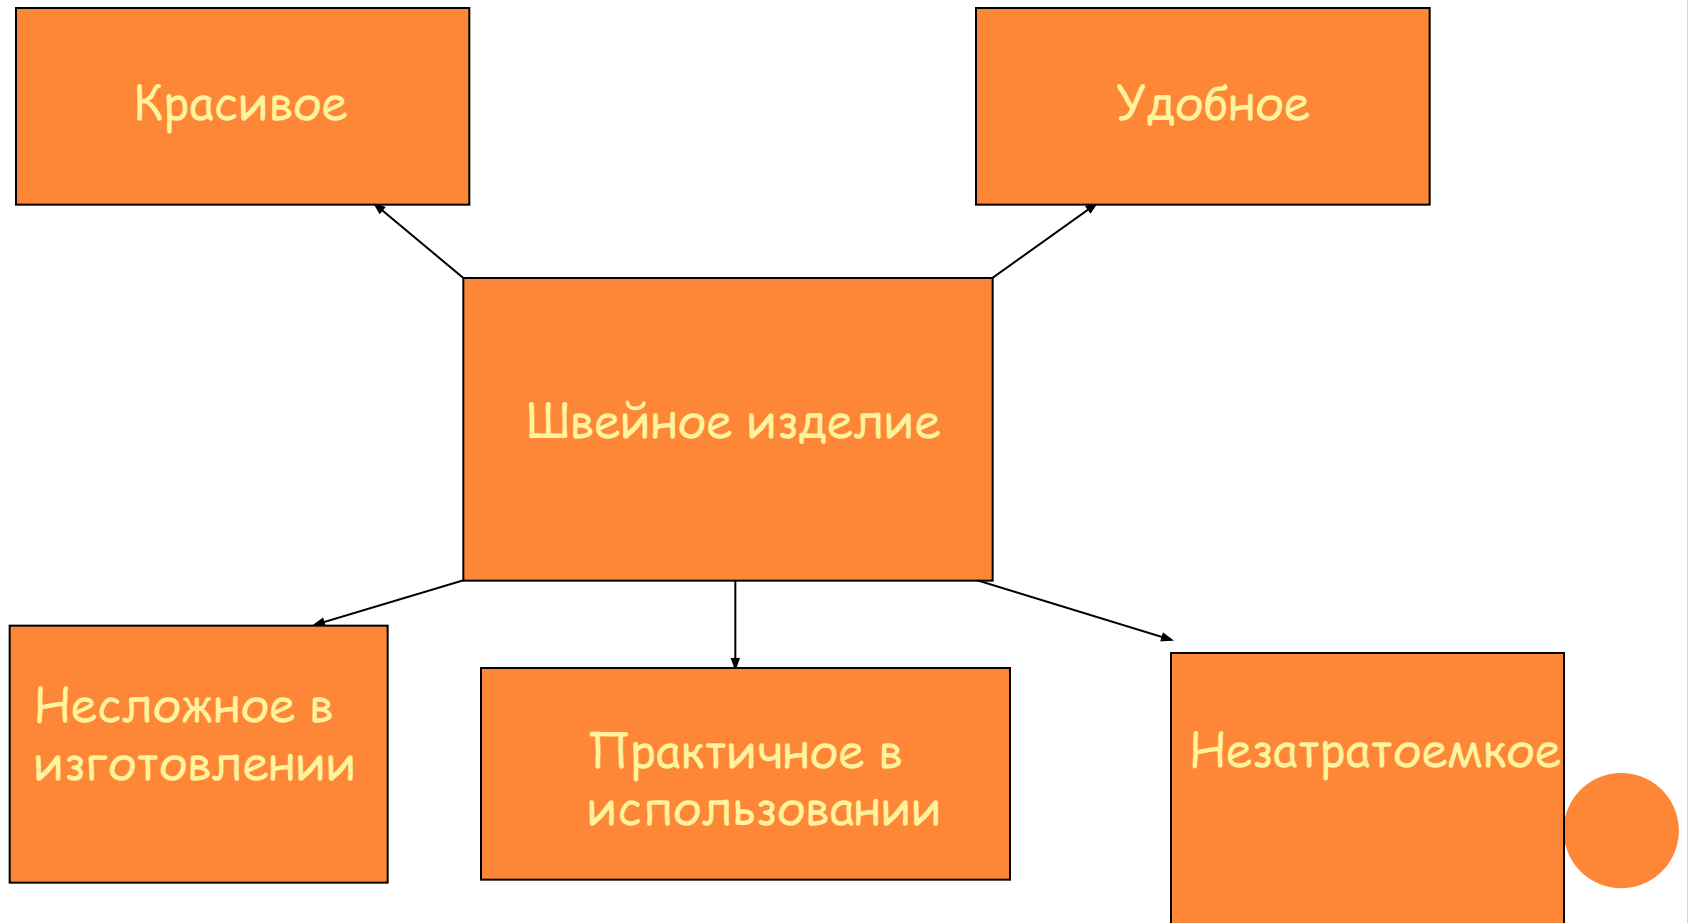 Красивое
Удобное
Швейное изделие
Несложное в
изготовлении
Практичное в
использовании
Незатратоемкое